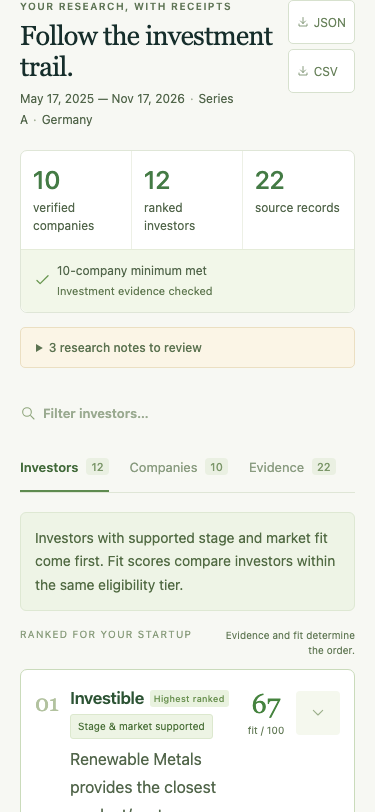 YOUR RESEARCH, WITH RECEIPTS
Follow the investment
trail.
JSON
CSV
May 17, 2025 — Nov 17, 2026 · Series
A · Germany
10
verified
companies
12
ranked
investors
22
source records
10-company minimum met
Investment evidence checked
3 research notes to review
Filter investors...
Investors 12 Companies 10 Evidence 22
Investors with supported stage and market fit
come first. Fit scores compare investors within
the same eligibility tier.
RANKED FOR YOUR STARTUP
Evidence and fit determine
the order.
01 Investible Highest ranked
Stage & market supported
67
fit / 100
Renewable Metals
provides the closest